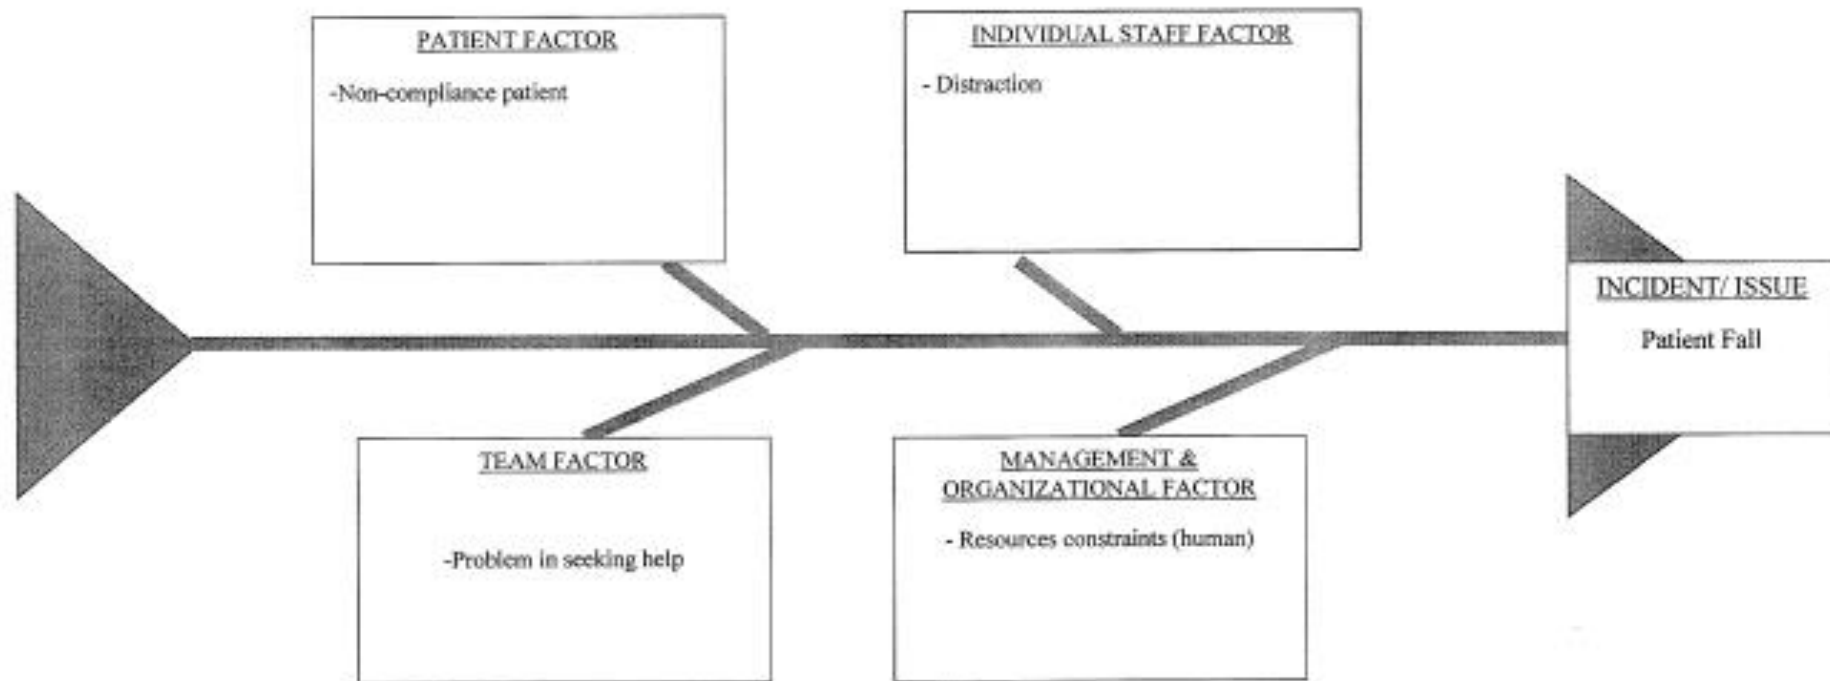 PATIENT FACTOR
-Non-compliance patient
INDIVIDUAL STAFF FACTOR
- Distraction
INCIDENT/ ISSUE
Patient Fall
TEAM FACTOR
-Problem in seeking help
MANAGEMENT &
ORGANIZATIONAL FACTOR
- Resources constraints (human)